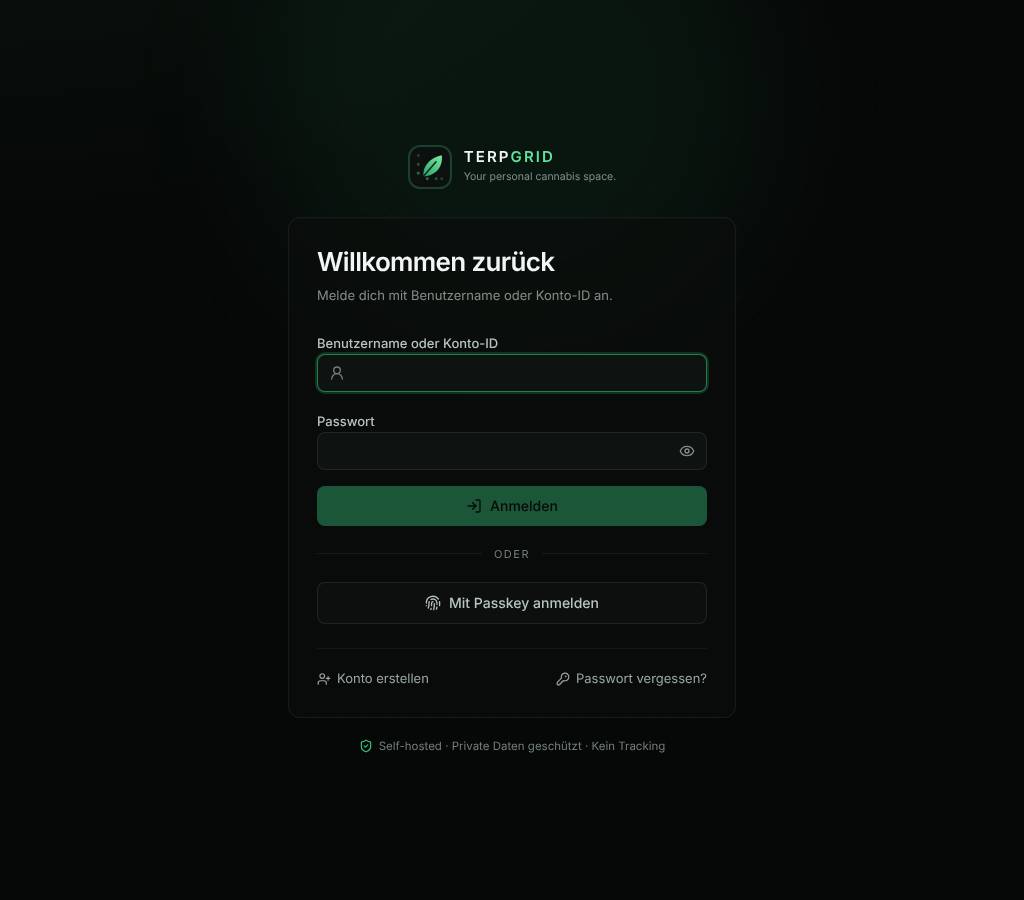 TERPGRID
Your personal cannabis space.
Willkommen zurück
Melde dich mit Benutzername oder Konto-ID an.
Benutzername oder Konto-ID
Passwort
Anmelden
ODER
Mit Passkey anmelden
Konto erstellen
Passwort vergessen?
Self-hosted · Private Daten geschützt · Kein Tracking